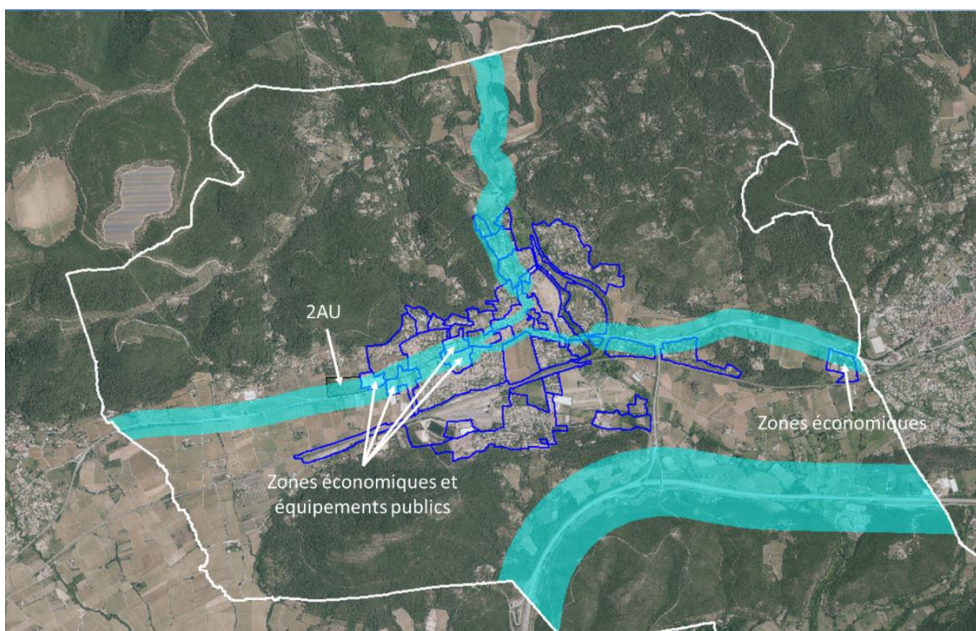 2AU
Zones économiques
Zones économiques et
équipements publics